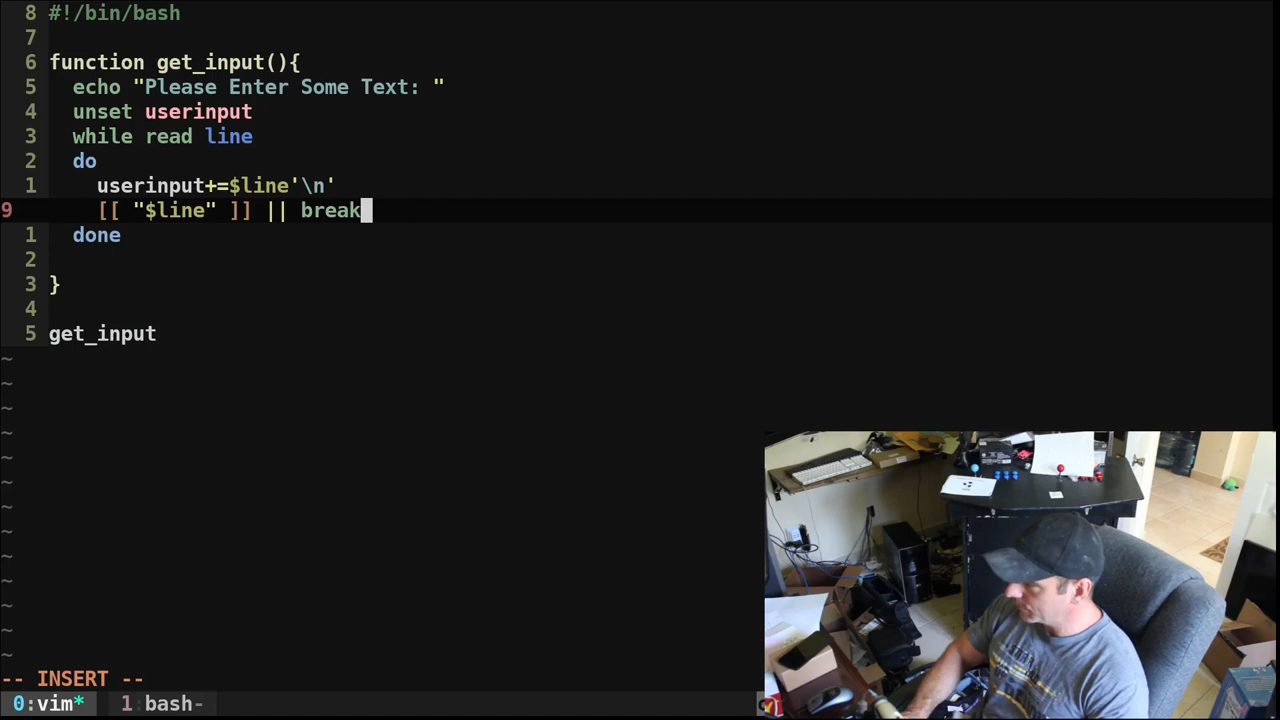 8 #!/bin/bash
7
6 function get_input(){
5   echo "Please Enter Some Text: "
4   unset userinput
3   while read line
2   do
1     userinput+=$line'\n'
9     [[ "$line" ]] || break
1   done
2
3 }
4
5 get_input
~
~
~
~
~
~
~
~
~
~
~
~
~
-- INSERT --
0:vim* 1:bash-